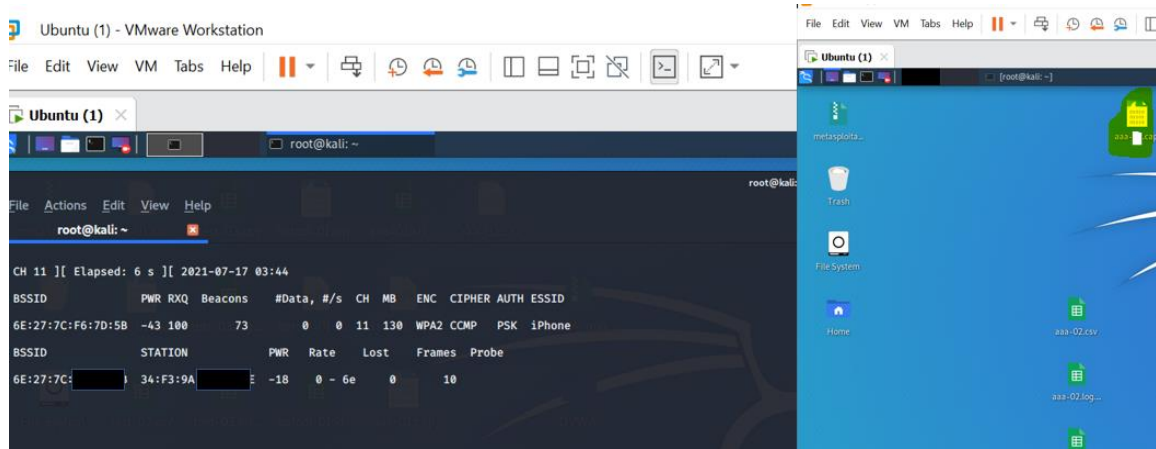 Ubuntu (1) - VMware Workstation
File Edit View VM Tabs Help
Ubuntu (1)
root@kali: ~
root@kali:
File Actions Edit View Help
root@kali: ~
CH 11 ][ Elapsed: 6 s ][ 2021-07-17 03:44
BSSID PWR RXQ Beacons #Data, #/s CH MB ENC CIPHER AUTH ESSID
6E:27:7C:F6:7D:5B -43 100 73 0 0 11 130 WPA2 CCMP PSK iPhone
BSSID STATION PWR Rate Lost Frames Probe
6E:27:7C: 34:F3:9A E -18 0 - 6e 0 10
File Edit View VM Tabs Help
Ubuntu (1)
[root@kali: ~]
metasploita...
aaa-
Trash
File System
Home
aaa-02.csv
aaa-02.log...